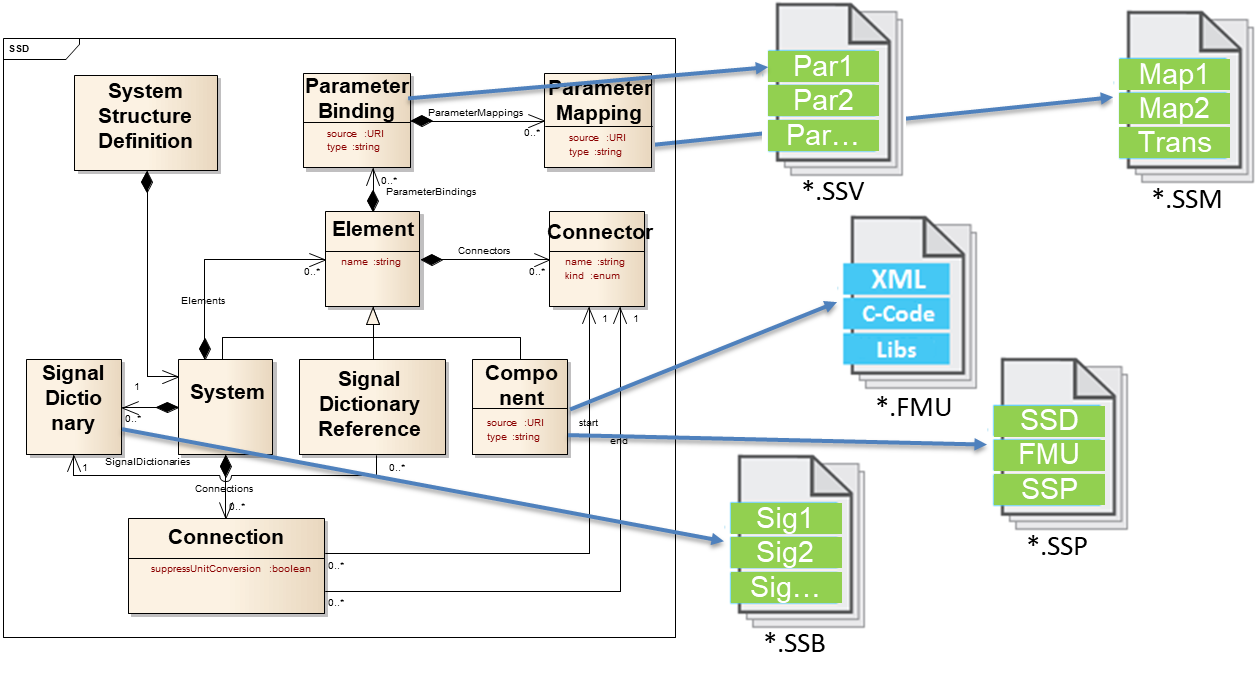 SSD
System
Structure
Definition
Parameter
Binding
source :URI
type :string
ParameterMappings
0..*
Parameter
Mapping
source :URI
type :string
Par1
Par2
Par...
*.SSV
Map1
Map2
Trans
*.SSM
0..*
ParameterBindings
Element
name :string
Connectors
0..*
Connector
name :string
kind :enum
0..*
Elements
1
1
XML
C-Code
Libs
*.FMU
Signal
Dictio
nary
1
0..*
System
Signal
Dictionary
Reference
Compo
nent
source :URI
type :string
start
end
SSD
FMU
SSP
*.SSP
1
SignalDictionaries
0..*
Connections
0..*
Connection
suppressUnitConversion :boolean
0..*
0..*
Sig1
Sig2
Sig...
*.SSB